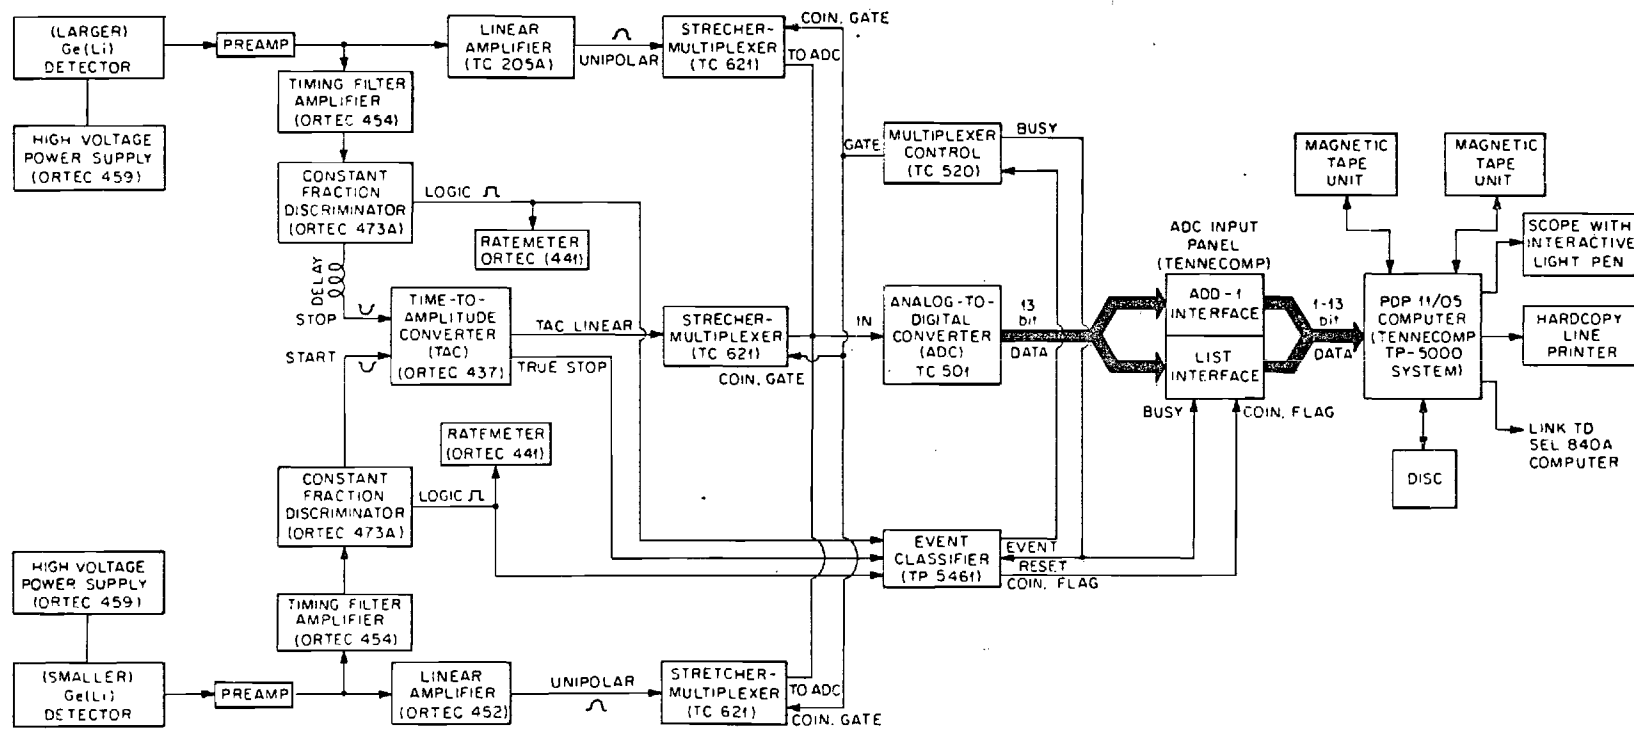 (LARGER)
Ge(Li)
DETECTOR
PREAMP
LINEAR
AMPLIFIER
(TC 205A)
UNIPOLAR
STRECHER-
MULTIPLEXER
(TC 621)
COIN. GATE
TO ADC
HIGH VOLTAGE
POWER SUPPLY
(ORTEC 459)
TIMING FILTER
AMPLIFIER
(ORTEC 454)
CONSTANT
FRACTION
DISCRIMINATOR
(ORTEC 473A)
LOGIC
RATEMETER
ORTEC (441)
DELAY
STOP
START
TIME-TO-
AMPLITUDE
CONVERTER
(TAC)
(ORTEC 437)
TAC LINEAR
TRUE STOP
STRECHER-
MULTIPLEXER
(TC 621)
COIN. GATE
GATE
MULTIPLEXER
CONTROL
(TC 520)
BUSY
IN
ANALOG-TO-
DIGITAL
CONVERTER
(ADC)
TC 501
13
bit
DATA
ADC INPUT
PANEL
(TENNECOMP)
ADD-1
INTERFACE
LIST
INTERFACE
BUSY
COIN. FLAG
1-13
bit
DATA
MAGNETIC
TAPE
UNIT
MAGNETIC
TAPE
UNIT
SCOPE WITH
INTERACTIVE
LIGHT PEN
PDP 11/05
COMPUTER
(TENNECOMP
TP-5000
SYSTEM)
HARDCOPY
LINE
PRINTER
LINK TO
SEL 840A
COMPUTER
DISC
RATEMETER
(ORTEC 441)
CONSTANT
FRACTION
DISCRIMINATOR
(ORTEC 473A)
LOGIC
EVENT
CLASSIFIER
(TP 5461)
EVENT
RESET
COIN. FLAG
HIGH VOLTAGE
POWER SUPPLY
(ORTEC 459)
TIMING FILTER
AMPLIFIER
(ORTEC 454)
(SMALLER)
Ge(Li)
DETECTOR
PREAMP
LINEAR
AMPLIFIER
(ORTEC 452)
UNIPOLAR
STRETCHER-
MULTIPLEXER
(TC 621)
TO ADC
COIN. GATE